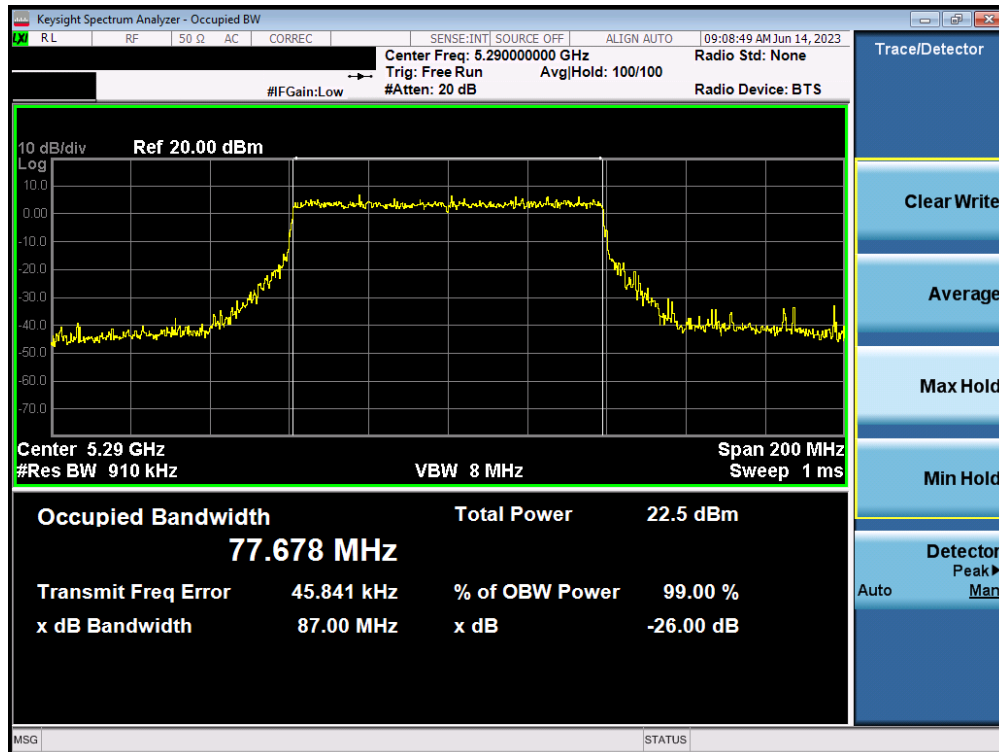 Keysight Spectrum Analyzer - Occupied BW
LXI RL RF 50 Ω AC CORREC SENSE:INT SOURCE OFF ALIGN AUTO 09:08:49 AM Jun 14, 2023
Center Freq: 5.290000000 GHz Radio Std: None
Trig: Free Run Avg|Hold: 100/100
#IFGain:Low #Atten: 20 dB Radio Device: BTS
10 dB/div Ref 20.00 dBm
Log
10.0
0.00
-10.0
-20.0
-30.0
-40.0
-50.0
-60.0
-70.0
Center 5.29 GHz Span 200 MHz
#Res BW 910 kHz VBW 8 MHz Sweep 1 ms
Occupied Bandwidth Total Power 22.5 dBm
77.678 MHz
Transmit Freq Error 45.841 kHz % of OBW Power 99.00 %
x dB Bandwidth 87.00 MHz x dB -26.00 dB
MSG STATUS
Trace/Detector
Clear Write
Average
Max Hold
Min Hold
Detector
Peak
Auto Man